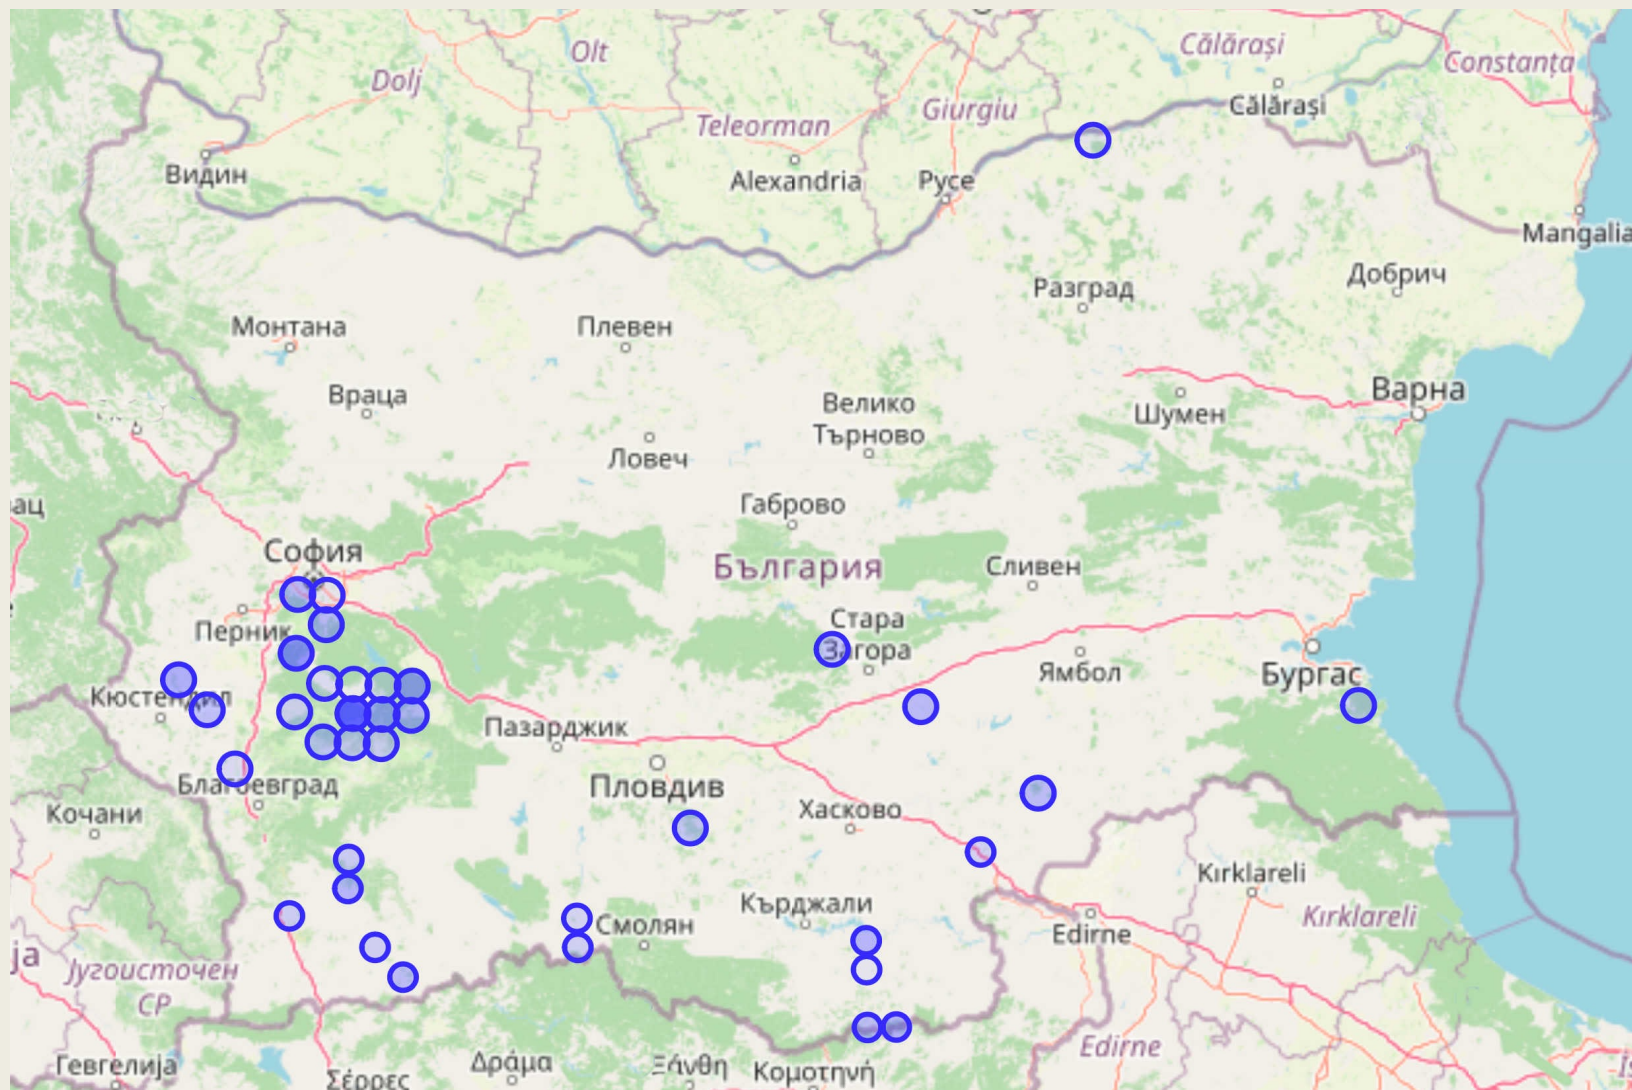 Olt
Călărași
Constanța
Dolj
Călărași
Giurgiu
Teleorman
Видин
Alexandria
Русе
Mangalia
Добрич
Разград
Монтана
Плевен
Враца
Варна
Велико
Търново
Шумен
Ловеч
Габрово
София
България
Сливен
Перник
Стара
Загора
Ямбол
Бургас
Кюстендил
Пазарджик
Благоевград
Пловдив
Хасково
Кочани
Kırklareli
Кърджали
Kırklareli
Смолян
Edirne
Југоисточен
СР
Гевгелија
Σέρρες
Δράμα
Ξάνθη
Κομοτηνή
Edirne